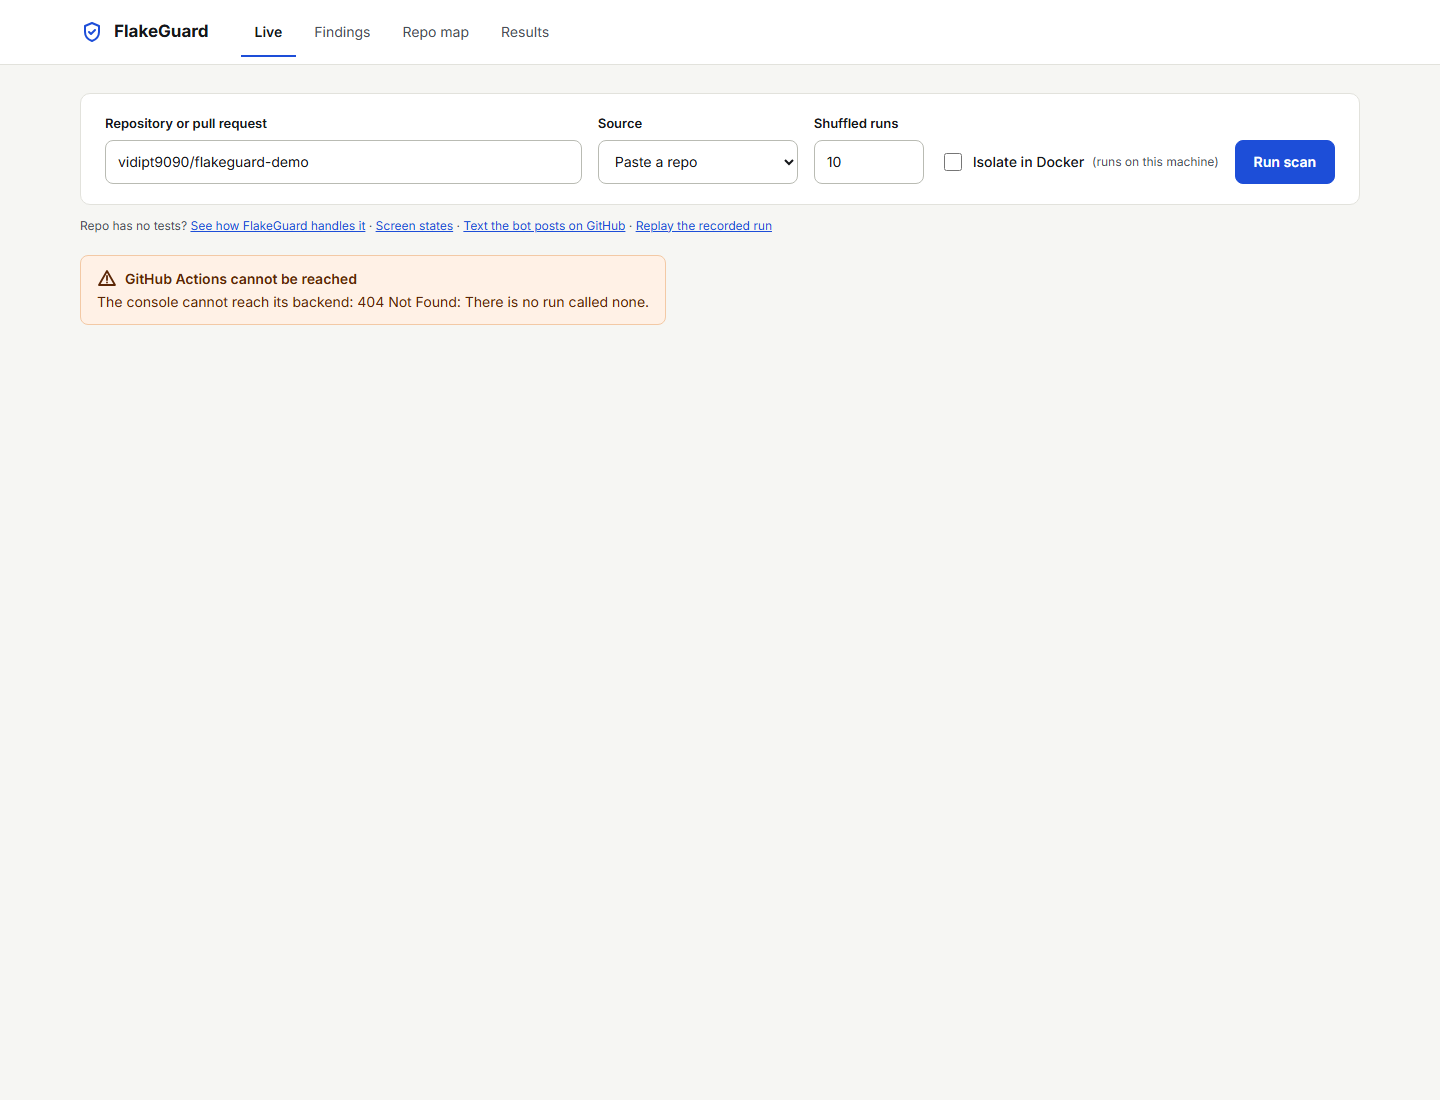 FlakeGuard
Live
Findings
Repo map
Results
Repository or pull request
Source
Shuffled runs
vidipt9090/flakeguard-demo
Paste a repo
10
Isolate in Docker (runs on this machine)
Run scan
Repo has no tests? See how FlakeGuard handles it · Screen states · Text the bot posts on GitHub · Replay the recorded run
GitHub Actions cannot be reached
The console cannot reach its backend: 404 Not Found: There is no run called none.